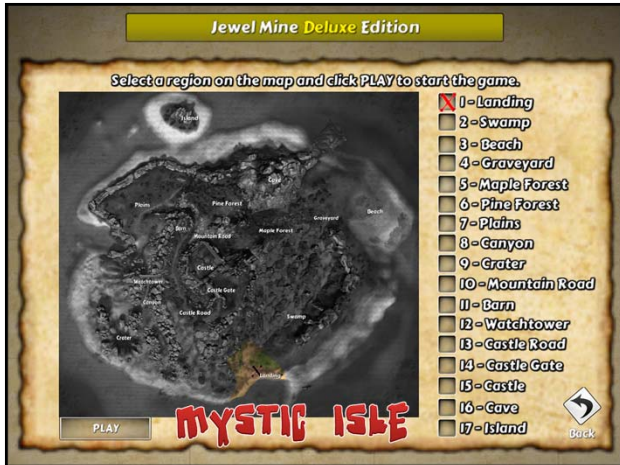 Jewel Mine Deluxe Edition
Select a region on the map and click PLAY to start the game.
Island
Cave
Plains
Pine Forest
Graveyard
Beach
Barn
Mountain Road
Maple Forest
Castle
Watchtower
Castle Gate
Canyon
Castle Road
Swamp
Crater
Landing
1 - Landing
2 - Swamp
3 - Beach
4 - Graveyard
5 - Maple Forest
6 - Pine Forest
7 - Plains
8 - Canyon
9 - Crater
10 - Mountain Road
11 - Barn
12 - Watchtower
13 - Castle Road
14 - Castle Gate
15 - Castle
16 - Cave
17 - Island
PLAY
MYSTIC ISLE
Back